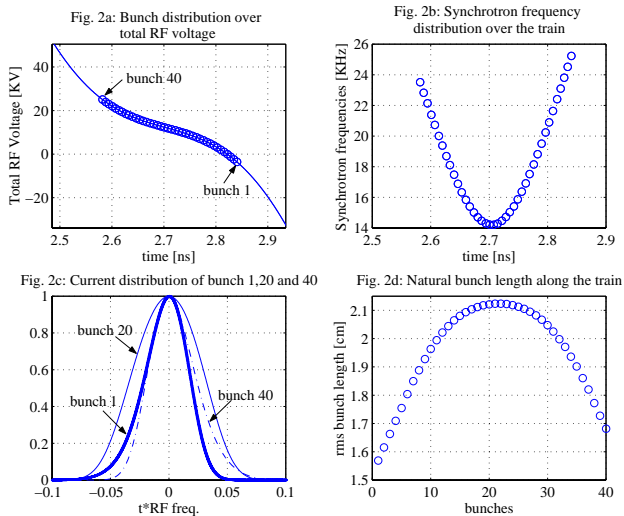 Fig. 2a: Bunch distribution over
total RF voltage
Total RF Voltage [KV]
40
20
0
−20
bunch 40
bunch 1
2.5
2.6
2.7
2.8
2.9
time [ns]
Fig. 2b: Synchrotron frequency
distribution over the train
Synchrotron frequencies [KHz]
26
24
22
20
18
16
14
2.5
2.6
2.7
2.8
2.9
time [ns]
Fig. 2c: Current distribution of bunch 1,20 and 40
1
0.8
0.6
0.4
0.2
0
bunch 20
bunch 1
bunch 40
−0.1
−0.05
0
0.05
0.1
t*RF freq.
Fig. 2d: Natural bunch length along the train
rms bunch length [cm]
2.1
2
1.9
1.8
1.7
1.6
1.5
0
10
20
30
40
bunches